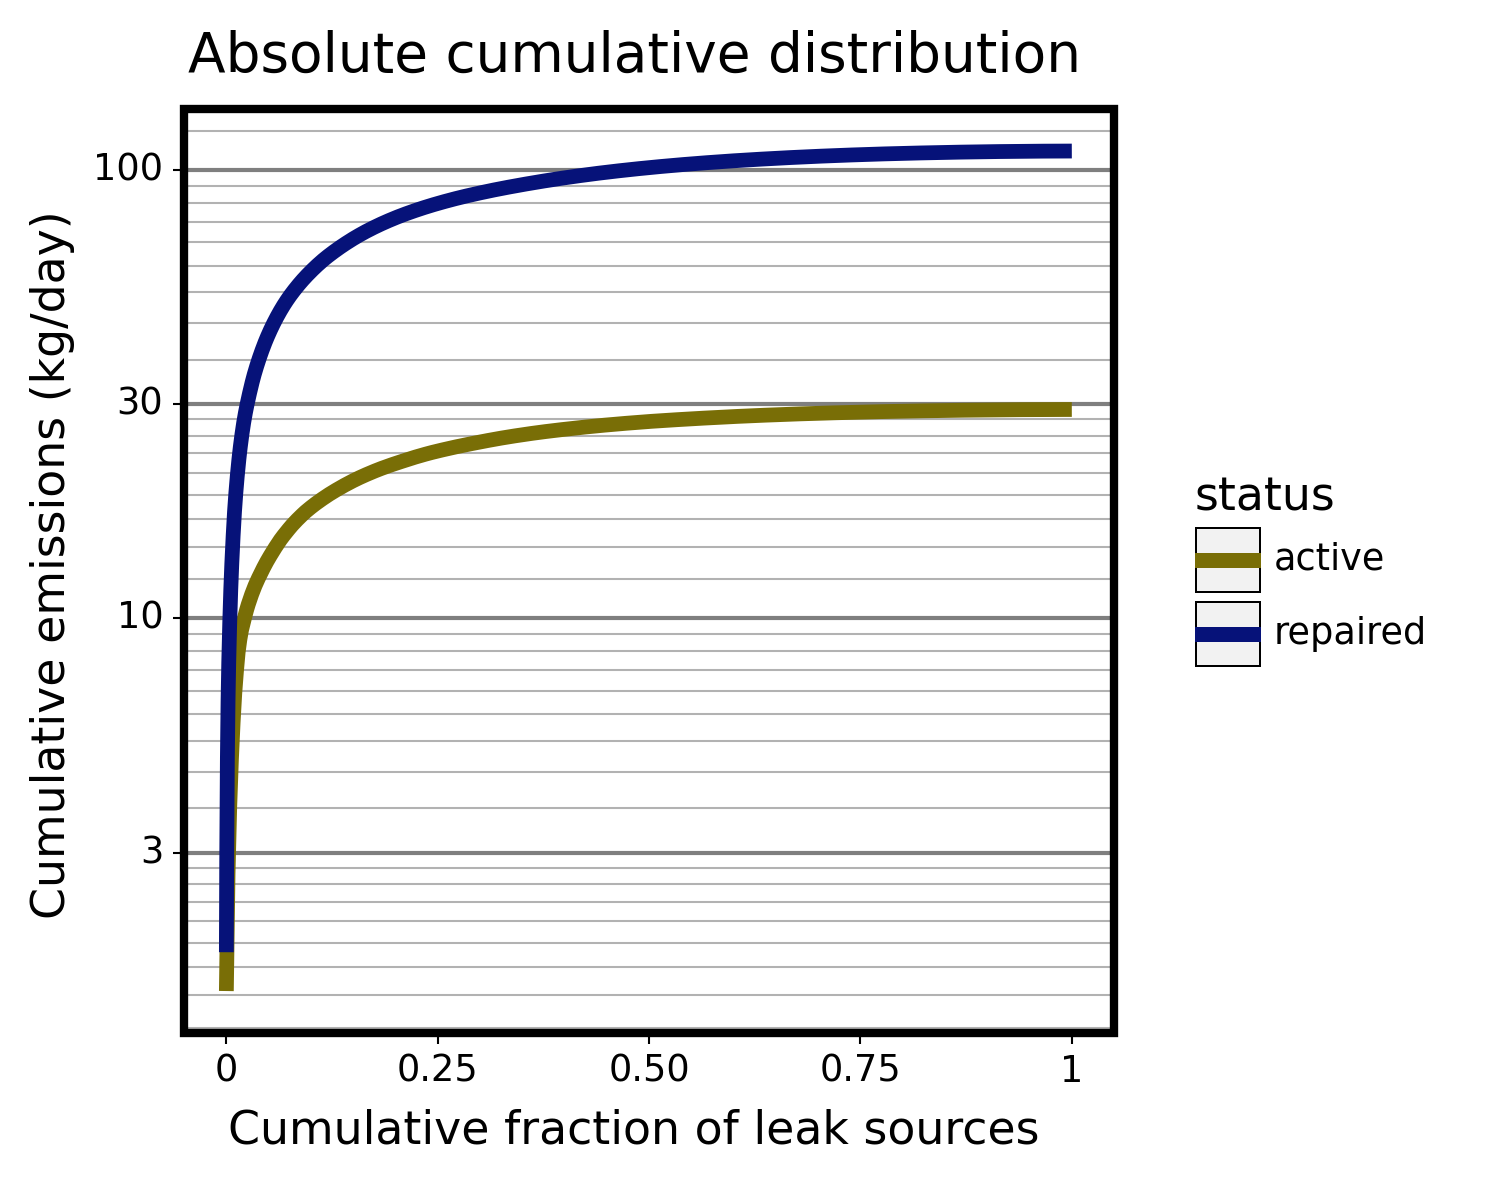 Absolute cumulative distribution
Cumulative emissions (kg/day)
100
30
10
3
0 0.25 0.50 0.75 1
Cumulative fraction of leak sources
status
active
repaired